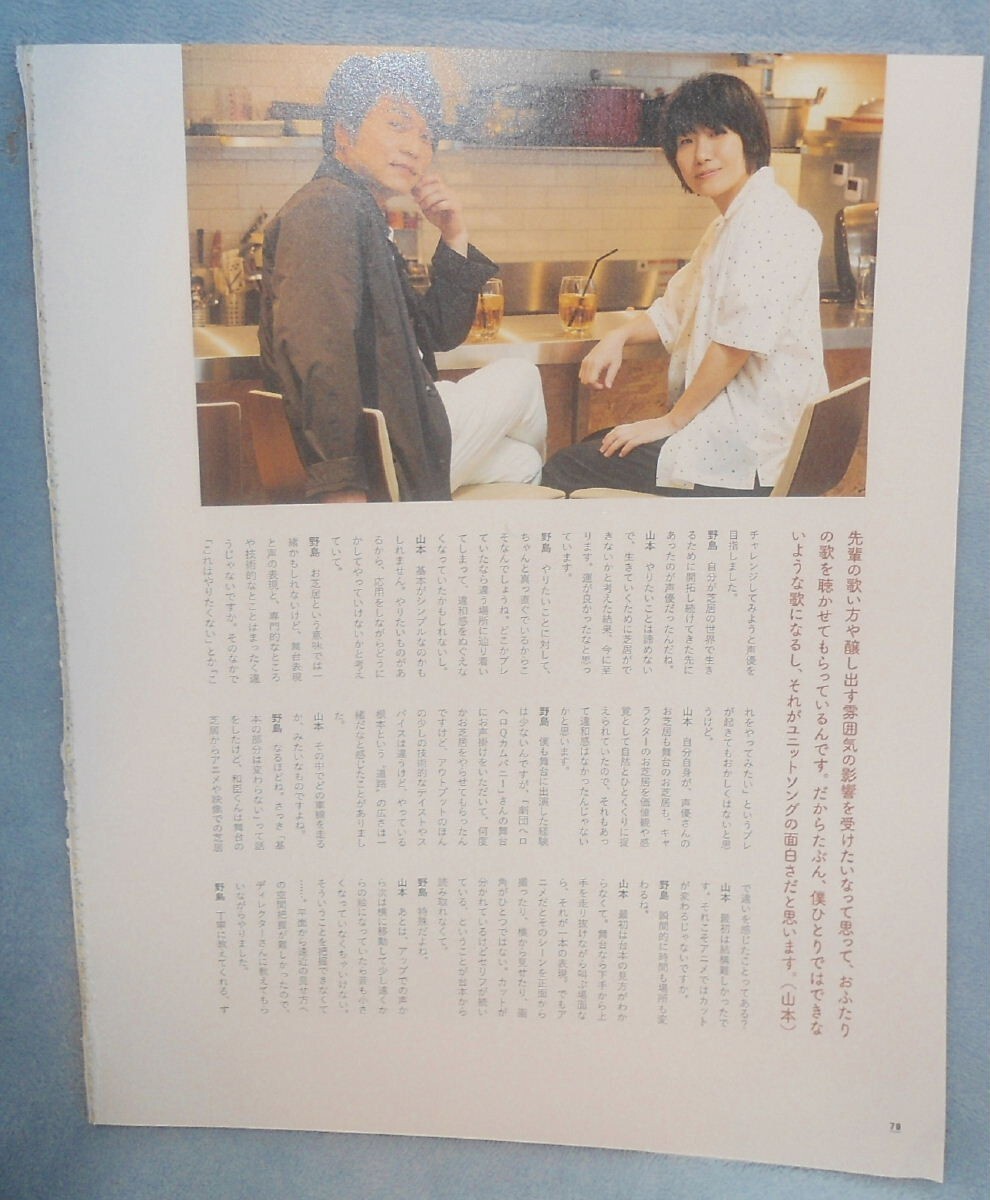 先輩の歌い方や醸し出す雰囲気の影響を受けたいなって思って、おふたり
の歌を聴かせてもらっているんです。だからたぶん、僕ひとりではできな
いような歌になるし、それがユニットソングの面白さだと思います。（山本）
チャレンジしてみようと声優を
目指しました。
野島　自分が芝居の世界で生き
るために開拓し続けてきた先に
あったのが声優だったんだね。
山本　やりたいことは諦めない
で、生きていくために芝居がで
きないかと考えた結果、今に至
ります。運が良かったなと思っ
ています。
野島　やりたいことに対して、
ちゃんと真っ直ぐでいるからこ
そなんでしょうね。どこかブレ
ていたなら違う場所に辿り着い
てしまって、違和感をぬぐえな
くなっていたかもしれないし。
山本　基本がシンプルなのかも
しれません。やりたいものがあ
るから、応用をしながらどうに
かしてやっていけないかと考え
ていて。
野島　お芝居という意味では一
緒かもしれないけど、舞台表現
と声の表現と、専門的なところ
や技術的なことはまったく違
うじゃないですか。そのなかで
「これはやりたくない」とか「こ
れをやってみたい」というブレ
が起きてもおかしくはないと思
うけど。
山本　自分自身が、声優さんの
お芝居も舞台のお芝居も、キャ
ラクターのお芝居を価値観や感
覚として自然とひとくくりに捉
えられていたので、それもあっ
て違和感はなかったんじゃない
かと思います。
野島　僕も舞台に出演した経験
は少ないんですが、「劇団ヘロ
ヘロQカムパニー」さんの舞台
にお声掛けをいただいて、何度
かお芝居をやらせてもらったん
ですけど、アウトプットのほん
の少しの技術的なテイストやス
パイスは違うけど、やっている
根本という〝道路〟の広さは一
緒だなと感じたことがありまし
た。
山本　その中でどの車線を走る
か、みたいなものですよね。
野島　なるほどね。さっき「基
本の部分は変わらない」って話
をしたけど、和臣くんは舞台の
芝居からアニメや映像での芝居
で違いを感じたことってある？
山本　最初は結構難しかったで
す。それこそアニメではカット
が変わるじゃないですか。
野島　瞬間的に時間も場所も変
わるね。
山本　最初は台本の見方がわか
らなくて。舞台なら下手から上
手を走り抜けながら叫ぶ場面な
ら、それが一本の表現。でもア
ニメだとそのシーンを正面から
撮ったり、横から見せたり、画
角がひとつではない。カットが
分かれているけどセリフが続い
ている、ということが台本から
読み取れなくて。
野島　特殊だよね。
山本　あとは、アップでの声か
ら次は横に移動して少し遠くか
らの絵になっていたら音も小さ
くなっていなくちゃいけない。
そういうことを把握できなくて
……。平面から遠近の見せ方へ
の空間把握が難しかったので、
ディレクターさんに教えてもら
いながらやりました。
野島　丁寧に教えてくれる、す
78